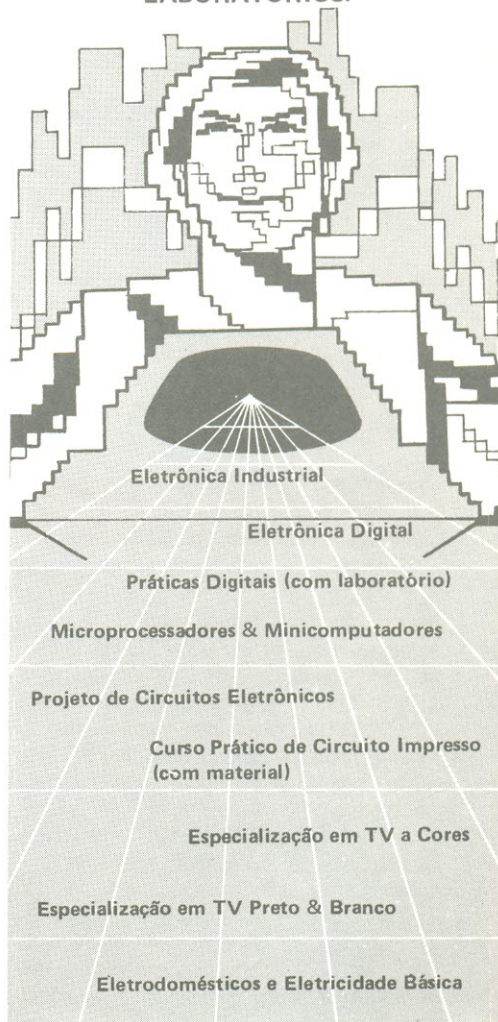 LABORATÓRIOS.
Eletrônica Industrial
Eletrônica Digital
Práticas Digitais (com laboratório)
Microprocessadores & Minicomputadores
Projeto de Circuitos Eletrônicos
Curso Prático de Circuito Impresso
(com material)
Especialização em TV a Cores
Especialização em TV Preto & Branco
Eletrodomésticos e Eletricidade Básica